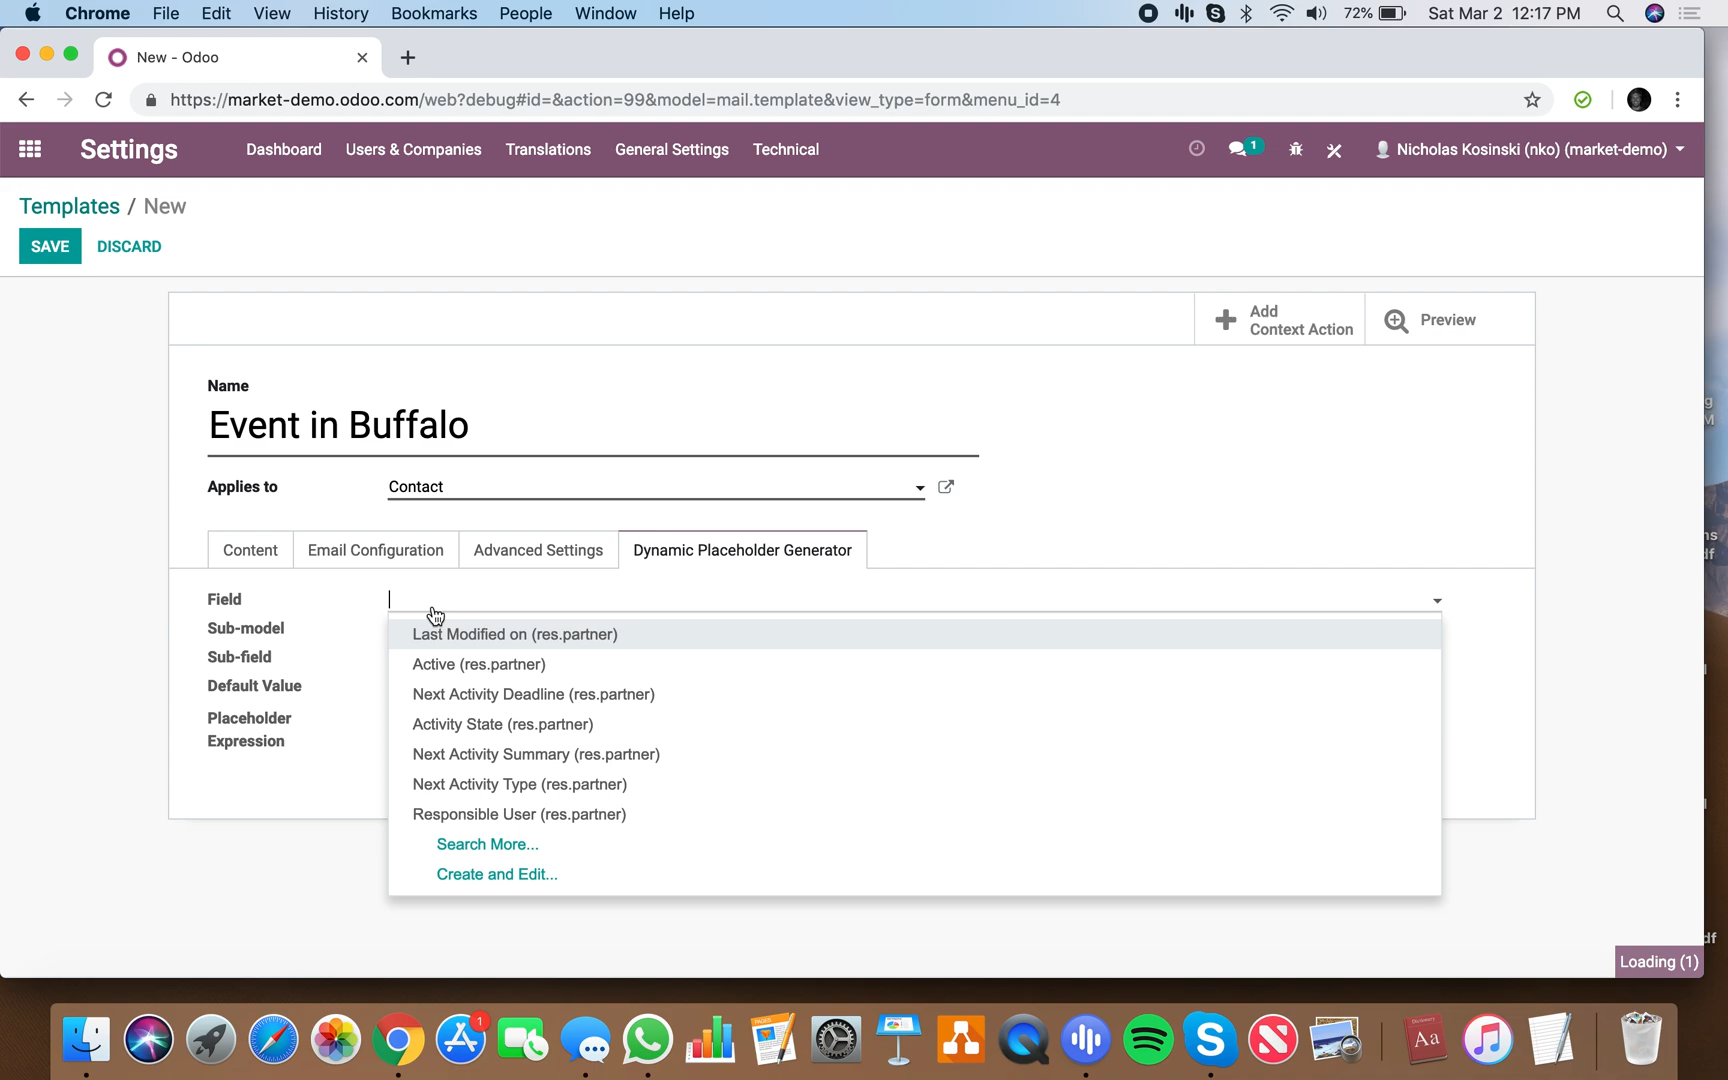 Chrome File Edit View History Bookmarks People Window Help 72% Sat Mar 2 12:17 PM
New - Odoo
https://market-demo.odoo.com/web?debug#id=&action=99&model=mail.template&view_type=form&menu_id=4
Settings Dashboard Users & Companies Translations General Settings Technical 1 Nicholas Kosinski (nko) (market-demo)
Templates / New
SAVE DISCARD
Add
Context Action
Preview
Name
Event in Buffalo
Applies to Contact
Content Email Configuration Advanced Settings Dynamic Placeholder Generator
Field
Sub-model
Sub-field
Default Value
Placeholder
Expression
Last Modified on (res.partner)
Active (res.partner)
Next Activity Deadline (res.partner)
Activity State (res.partner)
Next Activity Summary (res.partner)
Next Activity Type (res.partner)
Responsible User (res.partner)
Search More...
Create and Edit...
Loading (1)
g
M
ns
df
df
1
Aa